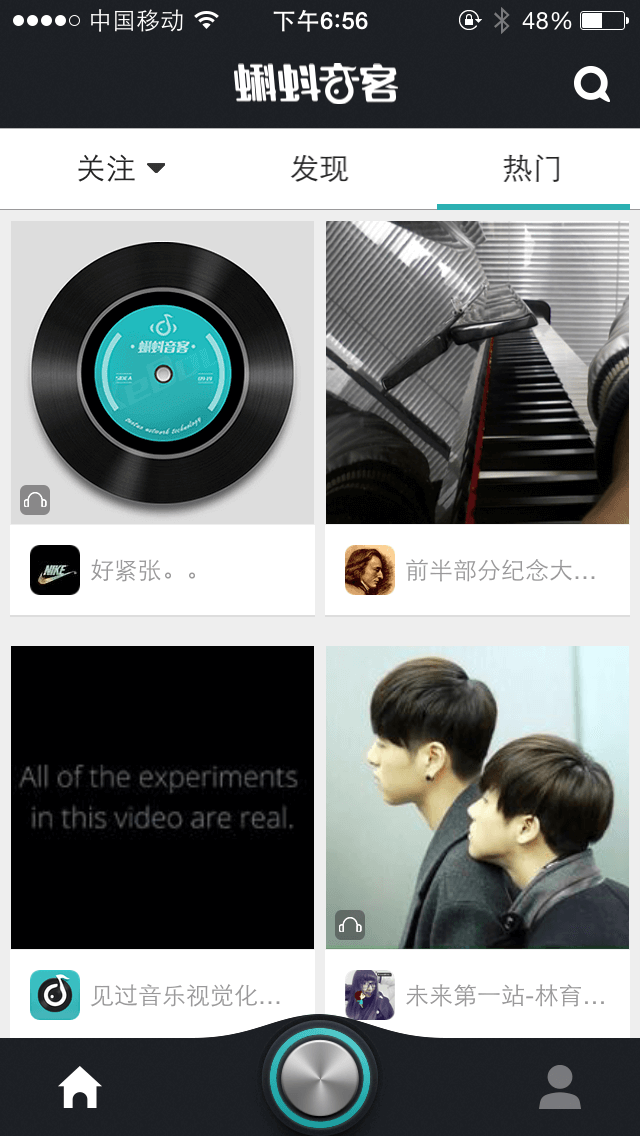 中国移动 下午6:56 48%
蝌蚪音客
关注 发现 热门
蝌蚪音客
SIDE A
NIKE
好紧张。。
前半部分纪念大...
All of the experiments
in this video are real.
见过音乐视觉化...
未来第一站-林育...